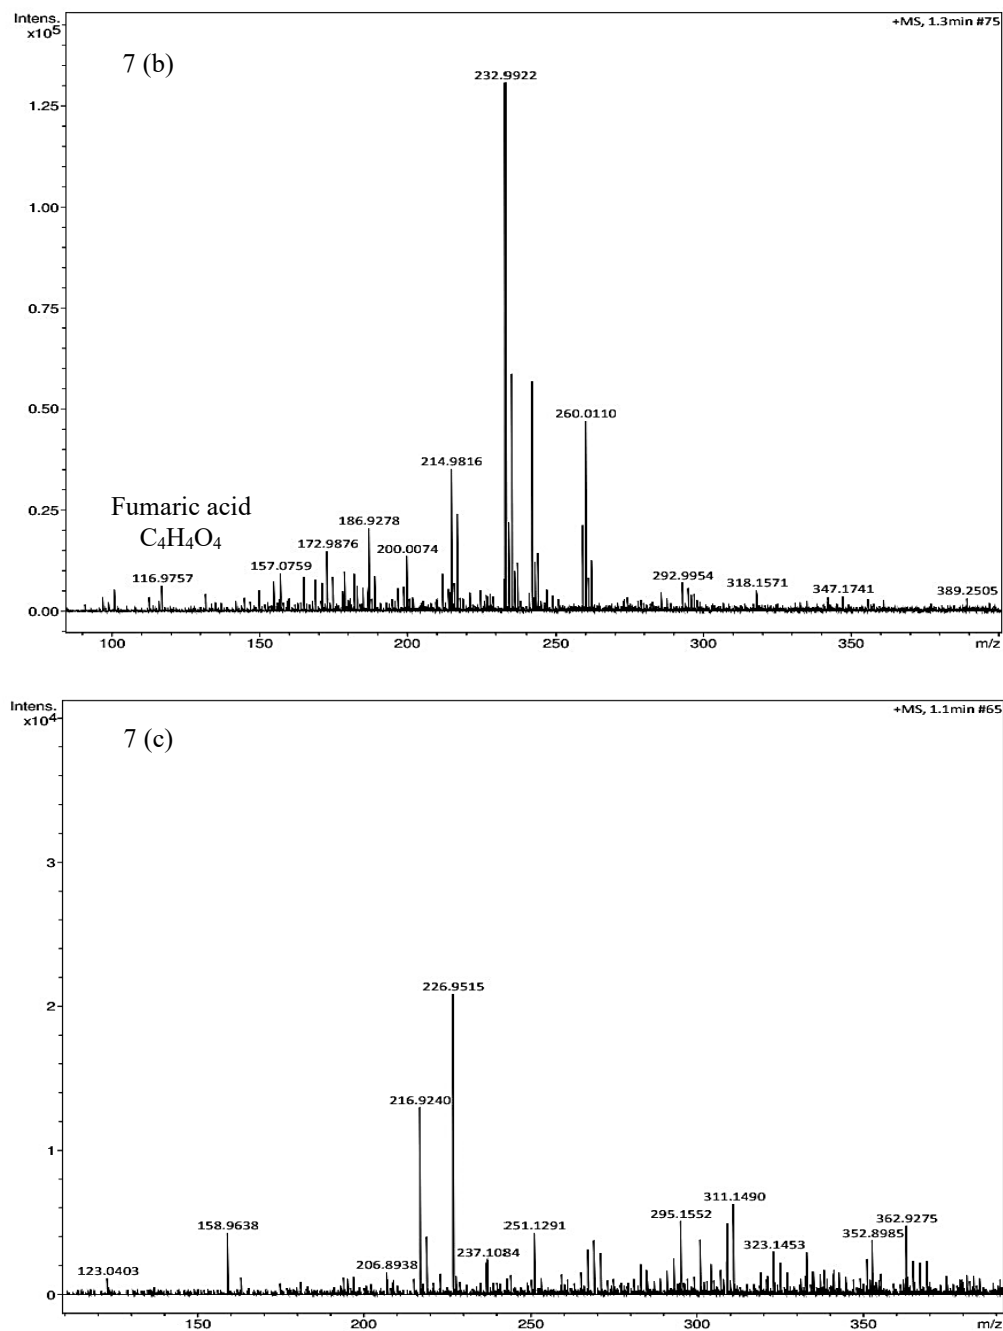 Intens.
x10⁵
+MS, 1.3min #75
7 (b)
232.9922
1.25
1.00
0.75
0.50
260.0110
214.9816
Fumaric acid
C₄H₄O₄
0.25
186.9278
172.9876
200.0074
157.0759
116.9757
292.9954
318.1571
347.1741
389.2505
0.00
100 150 200 250 300 350 m/z
Intens.
x10⁴
+MS, 1.1min #65
7 (c)
3
226.9515
2
216.9240
1
311.1490
295.1552
362.9275
158.9638
251.1291
352.8985
323.1453
237.1084
206.8938
123.0403
0
150 200 250 300 350 m/z